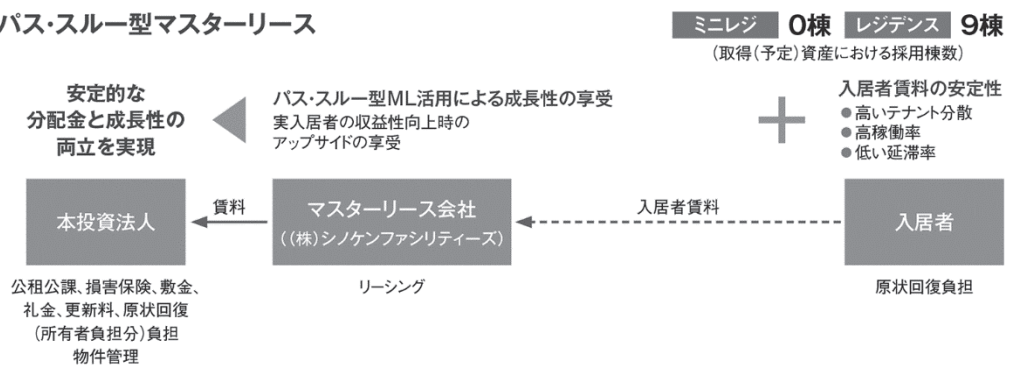 パス・スルー型マスターリース
ミニレジ 0棟 レジデンス 9棟
（取得（予定）資産における採用棟数）
安定的な
分配金と成長性の
両立を実現
パス・スルー型ML活用による成長性の享受
実入居者の収益性向上時の
アップサイドの享受
＋
入居者賃料の安定性
●高いテナント分散
●高稼働率
●低い延滞率
本投資法人
賃料
マスターリース会社
（（株）シノケンファシリティーズ）
入居者賃料
入居者
公租公課、損害保険、敷金、
礼金、更新料、原状回復
（所有者負担分）負担
物件管理
リーシング
原状回復負担